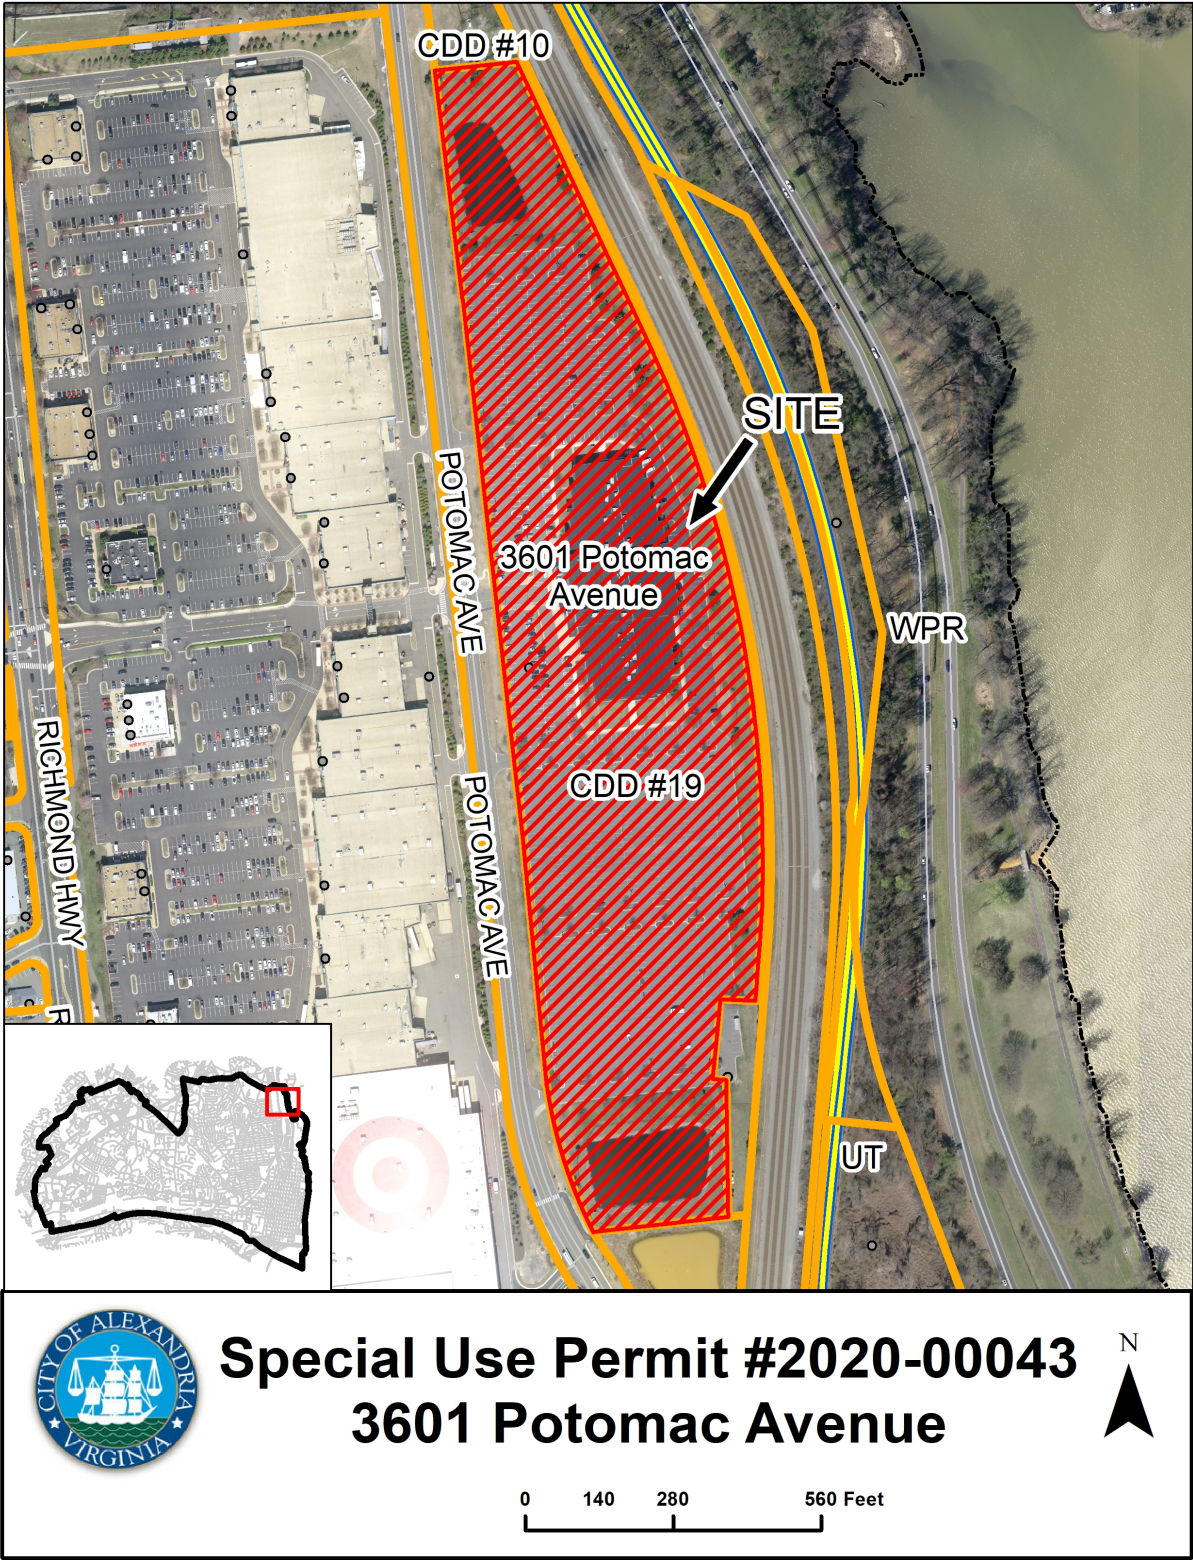 CDD #10
SITE
POTOMAC AVE
3601 Potomac
Avenue
WPR
RICHMOND HWY
CDD #19
POTOMAC AVE
R
UT
CITY OF ALEXANDRIA
VIRGINIA
Special Use Permit #2020-00043
3601 Potomac Avenue
N
0 140 280 560 Feet